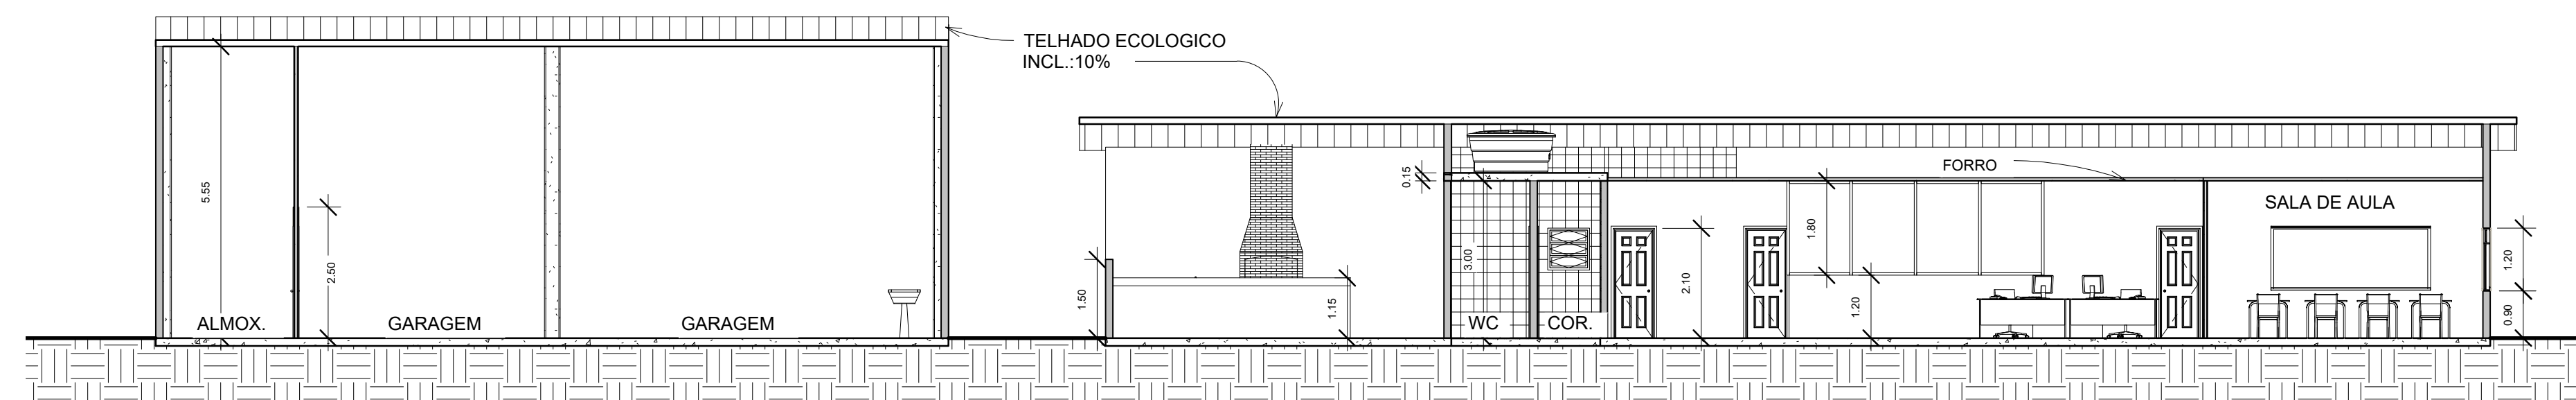 TELHADO ECOLOGICO
INCL.:10%
5.55
2.50
ALMOX.
GARAGEM
GARAGEM
1.50
1.15
0.15
3.00
WC
COR.
2.10
1.80
1.20
FORRO
SALA DE AULA
1.20
0.90